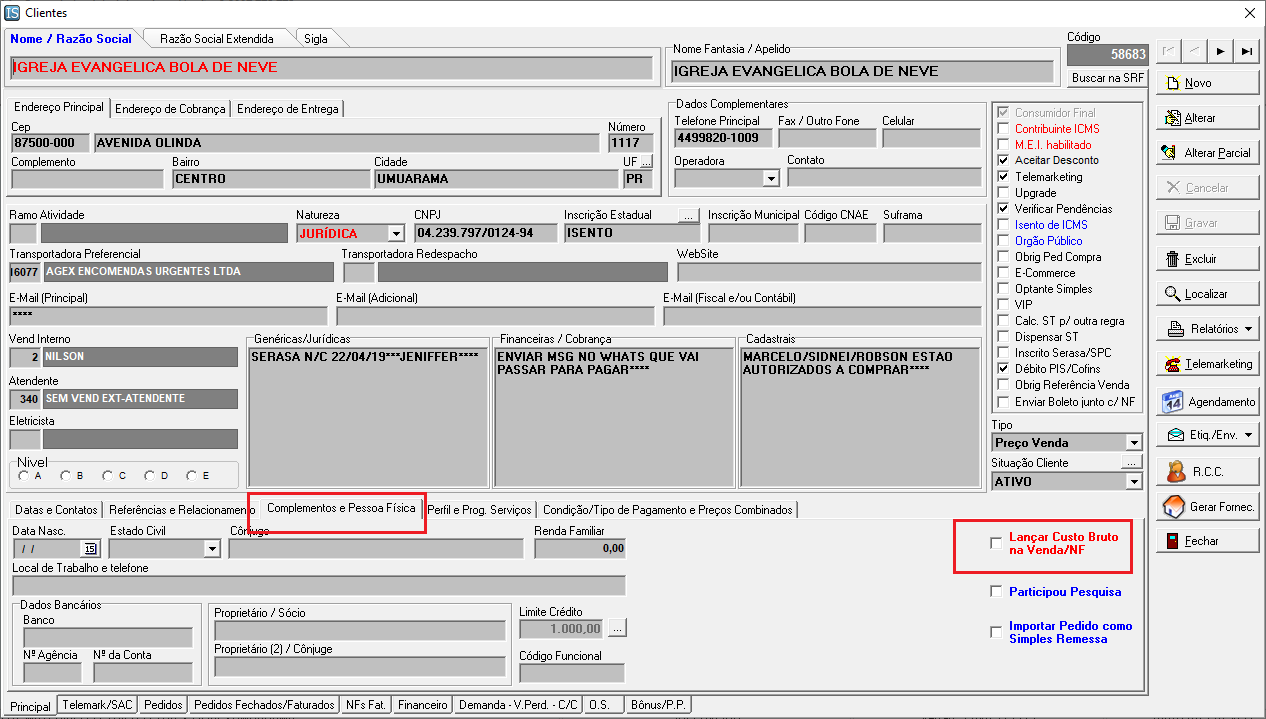 Clientes
Nome / Razão Social
Razão Social Extendida
Sigla
IGREJA EVANGELICA BOLA DE NEVE
Nome Fantasia / Apelido
IGREJA EVANGELICA BOLA DE NEVE
Código
58683
Buscar na SRF
Endereço Principal
Endereço de Cobrança
Endereço de Entrega
Cep
87500-000
AVENIDA OLINDA
Número
1117
Complemento
Bairro
CENTRO
Cidade
UMUARAMA
UF ...
PR
Dados Complementares
Telefone Principal
4499820-1009
Fax / Outro Fone
Celular
Operadora
Contato
Ramo Atividade
Natureza
JURÍDICA
CNPJ
04.239.797/0124-94
Inscrição Estadual ...
ISENTO
Inscrição Municipal
Código CNAE
Suframa
Transportadora Preferencial
16077 AGEX ENCOMENDAS URGENTES LTDA
Transportadora Redespacho
WebSite
E-Mail (Principal)
****
E-Mail (Adicional)
E-Mail (Fiscal e/ou Contábil)
Vend Interno
2 NILSON
Atendente
340 SEM VEND EXT-ATENDENTE
Eletricista
Nivel
A B C D E
Genéricas/Jurídicas
SERASA N/C 22/04/19***JENIFFER****
Financeiras / Cobrança
ENVIAR MSG NO WHATS QUE VAI
PASSAR PARA PAGAR****
Cadastrais
MARCELO/SIDNEI/ROBSON ESTAO
AUTORIZADOS A COMPRAR****
Consumidor Final
Contribuinte ICMS
M.E.I. habilitado
Aceitar Desconto
Telemarketing
Upgrade
Verificar Pendências
Isento de ICMS
Orgão Público
Obrig Ped Compra
E-Commerce
Optante Simples
VIP
Calc. ST p/ outra regra
Dispensar ST
Inscrito Serasa/SPC
Débito PIS/Cofins
Obrig Referência Venda
Enviar Boleto junto c/ NF
Tipo
Preço Venda
Situação Cliente ...
ATIVO
Novo
Alterar
Alterar Parcial
Cancelar
Gravar
Excluir
Localizar
Relatórios
Telemarketing
Agendamento
Etiq./Env.
R.C.C.
Gerar Fornec.
Fechar
Datas e Contatos
Referências e Relacionamento
Complementos e Pessoa Física
Perfil e Prog. Serviços
Condição/Tipo de Pagamento e Preços Combinados
Data Nasc.
/ / 15
Estado Civil
Cônjuge
Renda Familiar
0,00
Local de Trabalho e telefone
Dados Bancários
Banco
Nº Agência
Nº da Conta
Proprietário / Sócio
Proprietário (2) / Cônjuge
Limite Crédito
1.000,00 ...
Código Funcional
Lançar Custo Bruto
na Venda/NF
Participou Pesquisa
Importar Pedido como
Simples Remessa
Principal
Telemark/SAC
Pedidos
Pedidos Fechados/Faturados
NFs Fat.
Financeiro
Demanda - V.Perd. - C/C
O.S.
Bônus/P.P.